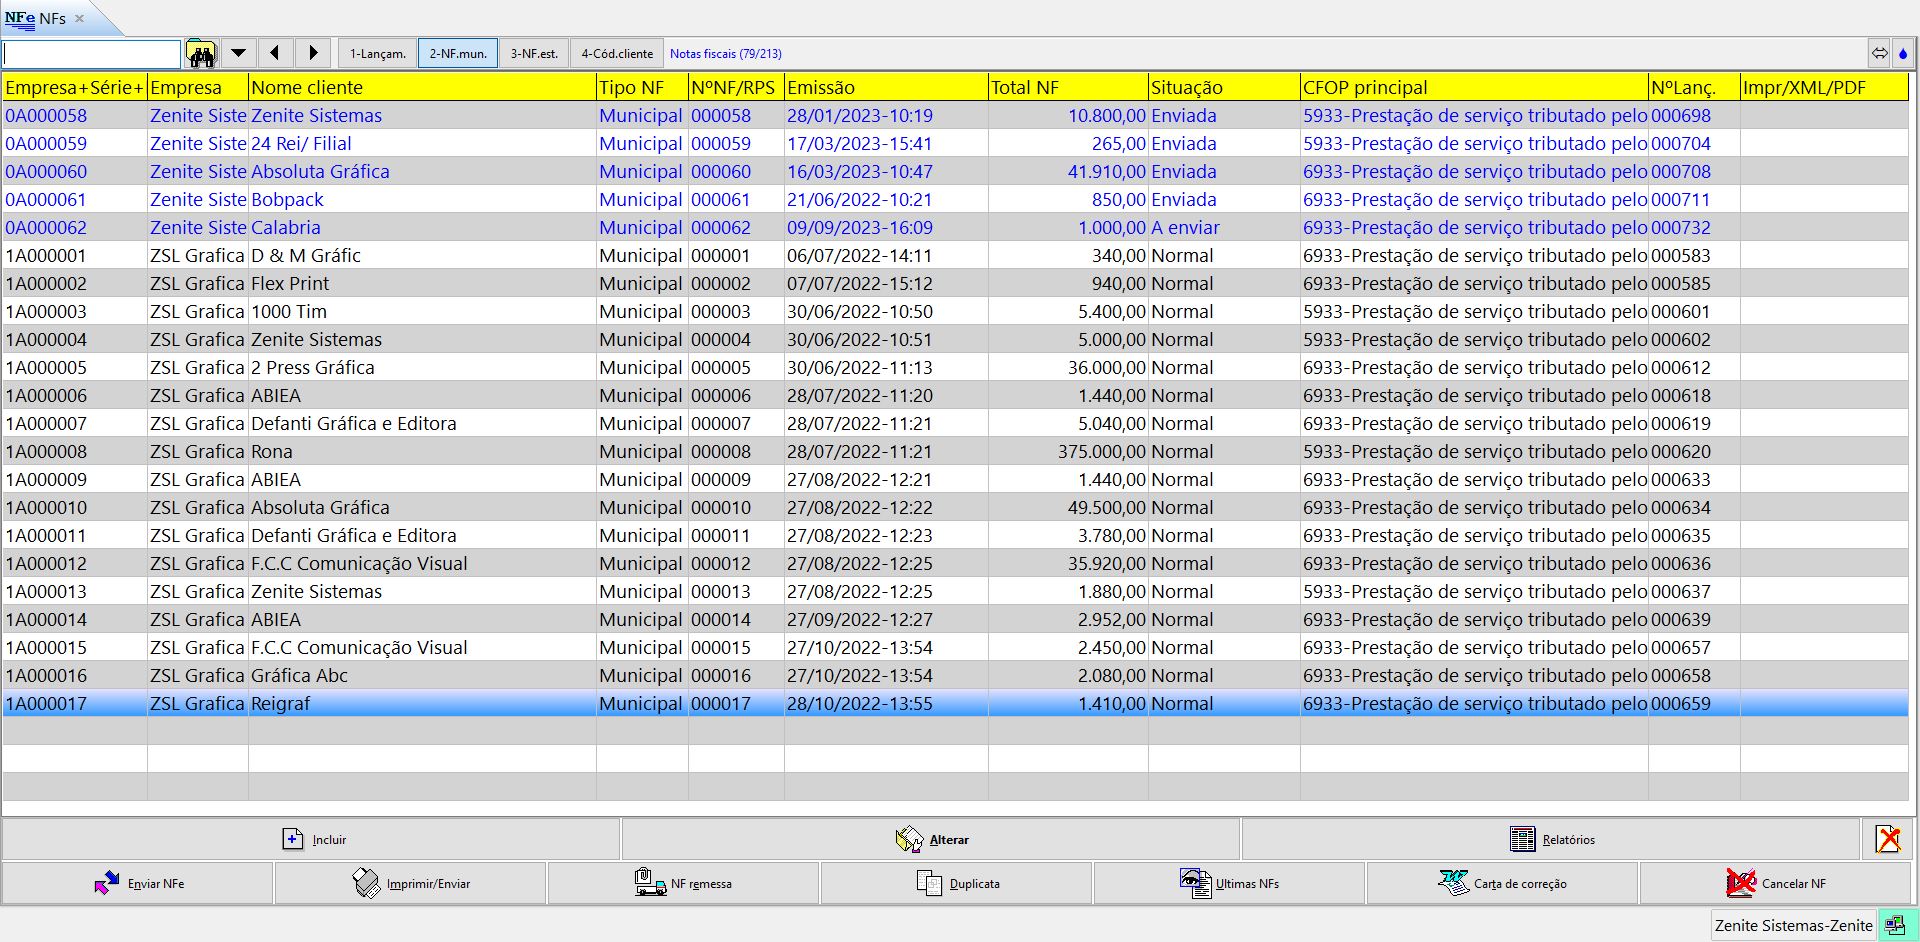 NFe NFs ×
1-Lançam. 2-NF.mun. 3-NF.est. 4-Cód.cliente Notas fiscais (79/213)
Empresa+Série+ Empresa Nome cliente Tipo NF NºNF/RPS Emissão Total NF Situação CFOP principal NºLanç. Impr/XML/PDF
0A000058 Zenite Siste Zenite Sistemas Municipal 000058 28/01/2023-10:19 10.800,00 Enviada 5933-Prestação de serviço tributado pelo 000698
0A000059 Zenite Siste 24 Rei/ Filial Municipal 000059 17/03/2023-15:41 265,00 Enviada 5933-Prestação de serviço tributado pelo 000704
0A000060 Zenite Siste Absoluta Gráfica Municipal 000060 16/03/2023-10:47 41.910,00 Enviada 6933-Prestação de serviço tributado pelo 000708
0A000061 Zenite Siste Bobpack Municipal 000061 21/06/2022-10:21 850,00 Enviada 6933-Prestação de serviço tributado pelo 000711
0A000062 Zenite Siste Calabria Municipal 000062 09/09/2023-16:09 1.000,00 A enviar 6933-Prestação de serviço tributado pelo 000732
1A000001 ZSL Grafica D & M Gráfic Municipal 000001 06/07/2022-14:11 340,00 Normal 6933-Prestação de serviço tributado pelo 000583
1A000002 ZSL Grafica Flex Print Municipal 000002 07/07/2022-15:12 940,00 Normal 6933-Prestação de serviço tributado pelo 000585
1A000003 ZSL Grafica 1000 Tim Municipal 000003 30/06/2022-10:50 5.400,00 Normal 5933-Prestação de serviço tributado pelo 000601
1A000004 ZSL Grafica Zenite Sistemas Municipal 000004 30/06/2022-10:51 5.000,00 Normal 5933-Prestação de serviço tributado pelo 000602
1A000005 ZSL Grafica 2 Press Gráfica Municipal 000005 30/06/2022-11:13 36.000,00 Normal 6933-Prestação de serviço tributado pelo 000612
1A000006 ZSL Grafica ABIEA Municipal 000006 28/07/2022-11:20 1.440,00 Normal 6933-Prestação de serviço tributado pelo 000618
1A000007 ZSL Grafica Defanti Gráfica e Editora Municipal 000007 28/07/2022-11:21 5.040,00 Normal 6933-Prestação de serviço tributado pelo 000619
1A000008 ZSL Grafica Rona Municipal 000008 28/07/2022-11:21 375.000,00 Normal 5933-Prestação de serviço tributado pelo 000620
1A000009 ZSL Grafica ABIEA Municipal 000009 27/08/2022-12:21 1.440,00 Normal 6933-Prestação de serviço tributado pelo 000633
1A000010 ZSL Grafica Absoluta Gráfica Municipal 000010 27/08/2022-12:22 49.500,00 Normal 6933-Prestação de serviço tributado pelo 000634
1A000011 ZSL Grafica Defanti Gráfica e Editora Municipal 000011 27/08/2022-12:23 3.780,00 Normal 6933-Prestação de serviço tributado pelo 000635
1A000012 ZSL Grafica F.C.C Comunicação Visual Municipal 000012 27/08/2022-12:25 35.920,00 Normal 6933-Prestação de serviço tributado pelo 000636
1A000013 ZSL Grafica Zenite Sistemas Municipal 000013 27/08/2022-12:25 1.880,00 Normal 5933-Prestação de serviço tributado pelo 000637
1A000014 ZSL Grafica ABIEA Municipal 000014 27/09/2022-12:27 2.952,00 Normal 6933-Prestação de serviço tributado pelo 000639
1A000015 ZSL Grafica F.C.C Comunicação Visual Municipal 000015 27/10/2022-13:54 2.450,00 Normal 6933-Prestação de serviço tributado pelo 000657
1A000016 ZSL Grafica Gráfica Abc Municipal 000016 27/10/2022-13:54 2.080,00 Normal 6933-Prestação de serviço tributado pelo 000658
1A000017 ZSL Grafica Reigraf Municipal 000017 28/10/2022-13:55 1.410,00 Normal 6933-Prestação de serviço tributado pelo 000659
Incluir Alterar Relatórios
Enviar NFe Imprimir/Enviar NF remessa Duplicata Ultimas NFs Carta de correção Cancelar NF
Zenite Sistemas-Zenite